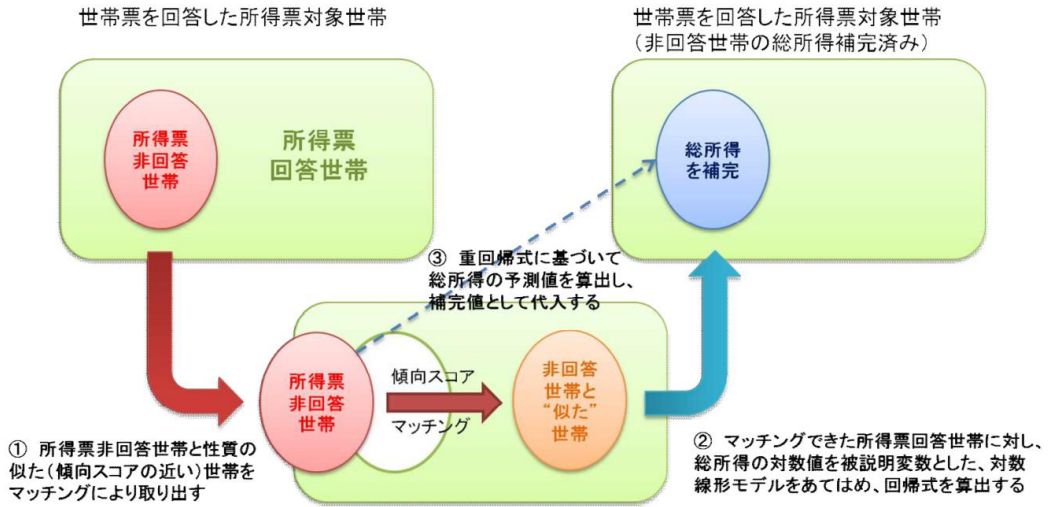 世帯票を回答した所得票対象世帯
世帯票を回答した所得票対象世帯
（非回答世帯の総所得補完済み）
所得票
非回答
世帯
所得票
回答世帯
総所得
を補完
③ 重回帰式に基づいて
総所得の予測値を算出し、
補完値として代入する
所得票
非回答
世帯
傾向スコア
マッチング
非回答
世帯と
“似た”
世帯
① 所得票非回答世帯と性質の
似た（傾向スコアの近い）世帯を
マッチングにより取り出す
② マッチングできた所得票回答世帯に対し、
総所得の対数値を被説明変数とした、対数
線形モデルをあてはめ、回帰式を算出する